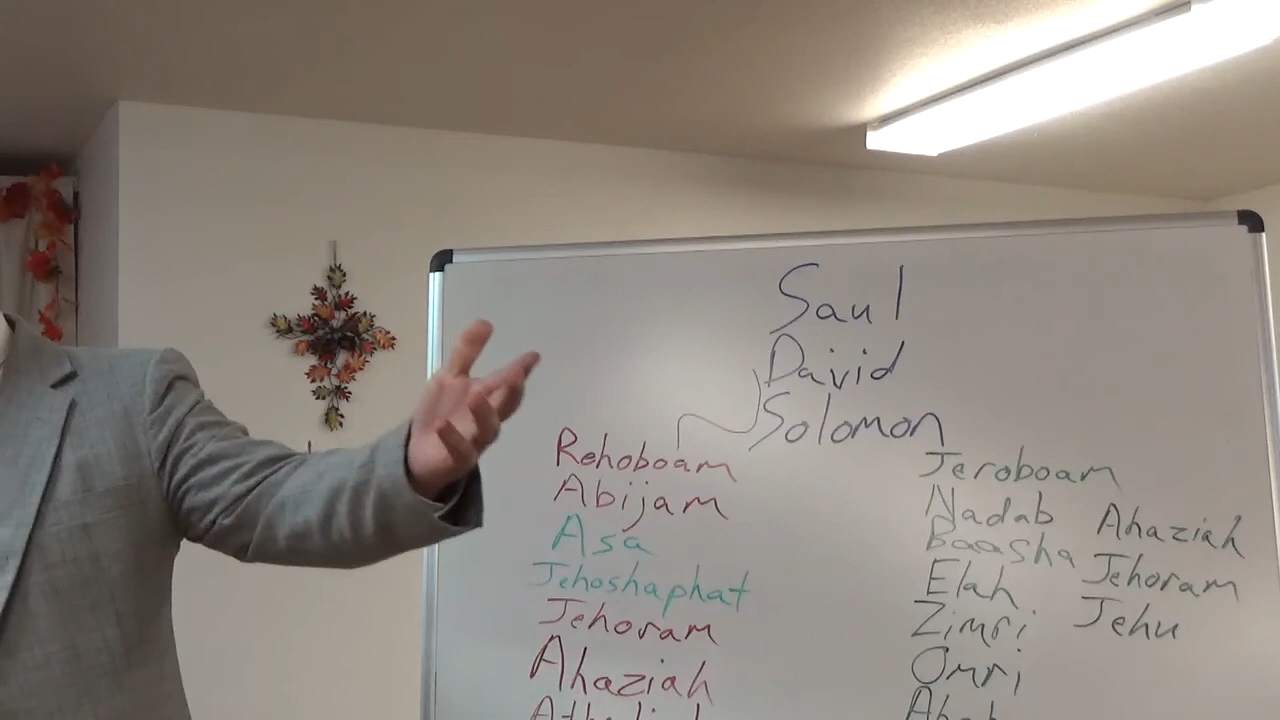 Saul
David
Solomon
Rehoboam
Abijam
Asa
Jehoshaphat
Jehoram
Ahaziah
Jeroboam
Nadab
Baasha
Elah
Zimri
Omri
Ahaziah
Jehoram
Jehu